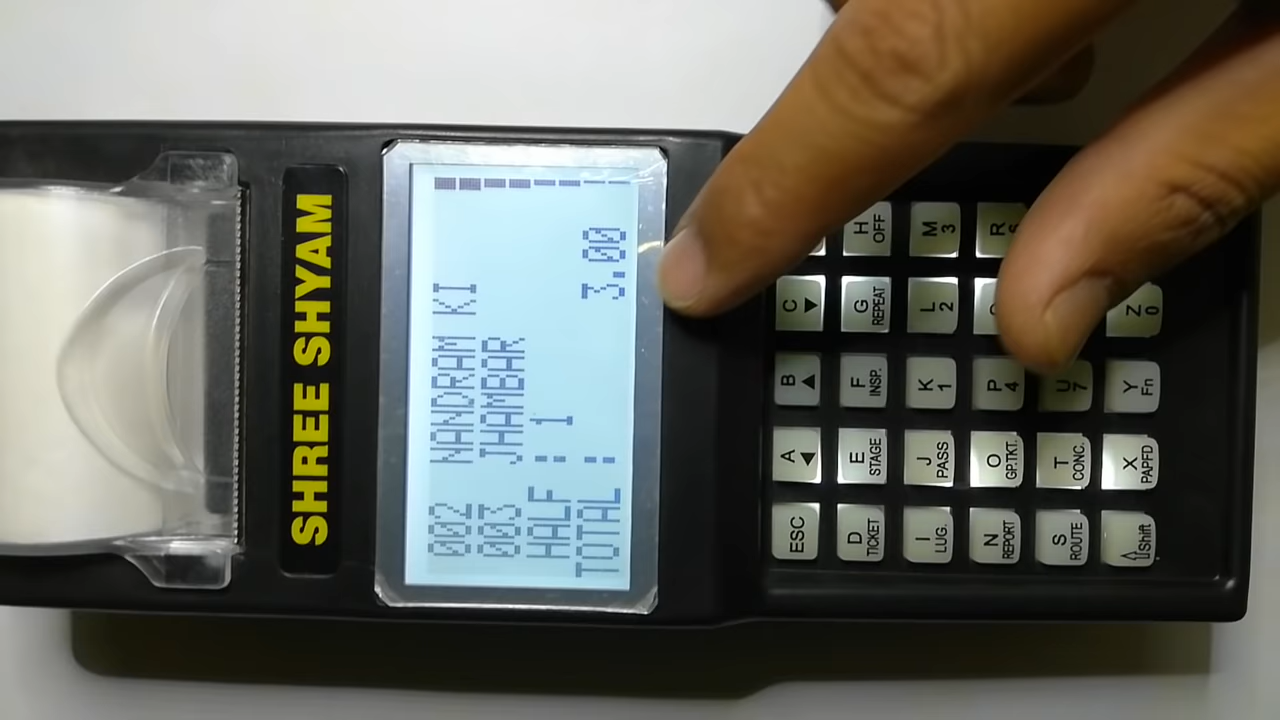 SHREE SHYAM
002 NANDRAM KI
003 JHAMBAR
HALF : 1
TOTAL : 3.00
ESC A ◄ B ▲ C ▼
D TICKET E STAGE F INSP. G REPEAT H OFF
I LUG. J PASS K 1 L 2 M 3
N REPORT O GP.TKT. P 4 R 6
S ROUTE T CONC. U 7
⇧Shift X PAPFD Y Fn Z 0